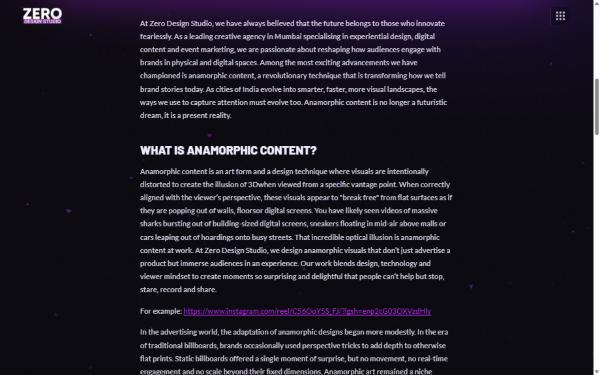 ZERO
DESIGN STUDIO
At Zero Design Studio, we have always believed that the future belongs to those who innovate
fearlessly. As a leading creative agency in Mumbai specialising in experiential design, digital
content and event marketing, we are passionate about reshaping how audiences engage with
brands in physical and digital spaces. Among the most exciting advancements we have
championed is anamorphic content, a revolutionary technique that is transforming how we tell
brand stories today. As cities of India evolve into smarter, faster, more visual landscapes, the
ways we use to capture attention must evolve too. Anamorphic content is no longer a futuristic
dream, it is a present reality.
WHAT IS ANAMORPHIC CONTENT?
Anamorphic content is an art form and a design technique where visuals are intentionally
distorted to create the illusion of 3Dwhen viewed from a specific vantage point. When correctly
aligned with the viewer's perspective, these visuals appear to "break free" from flat surfaces as if
they are popping out of walls, floorsor digital screens. You have likely seen videos of massive
sharks bursting out of building-sized digital screens, sneakers floating in mid-air above malls or
cars leaping out of hoardings onto busy streets. That incredible optical illusion is anamorphic
content at work. At Zero Design Studio, we design anamorphic visuals that don't just advertise a
product but immerse audiences in an experience. Our work blends design, technology and
viewer mindset to create moments so surprising and delightful that people can't help but stop,
stare, record and share.
For example:
In the advertising world, the adaptation of anamorphic designs began more modestly. In the era
of traditional billboards, brands occasionally used perspective tricks to add depth to otherwise
flat prints. Static billboards offered a single moment of surprise, but no movement, no real-time
engagement and no scale beyond their fixed dimensions. Anamorphic art remained a niche